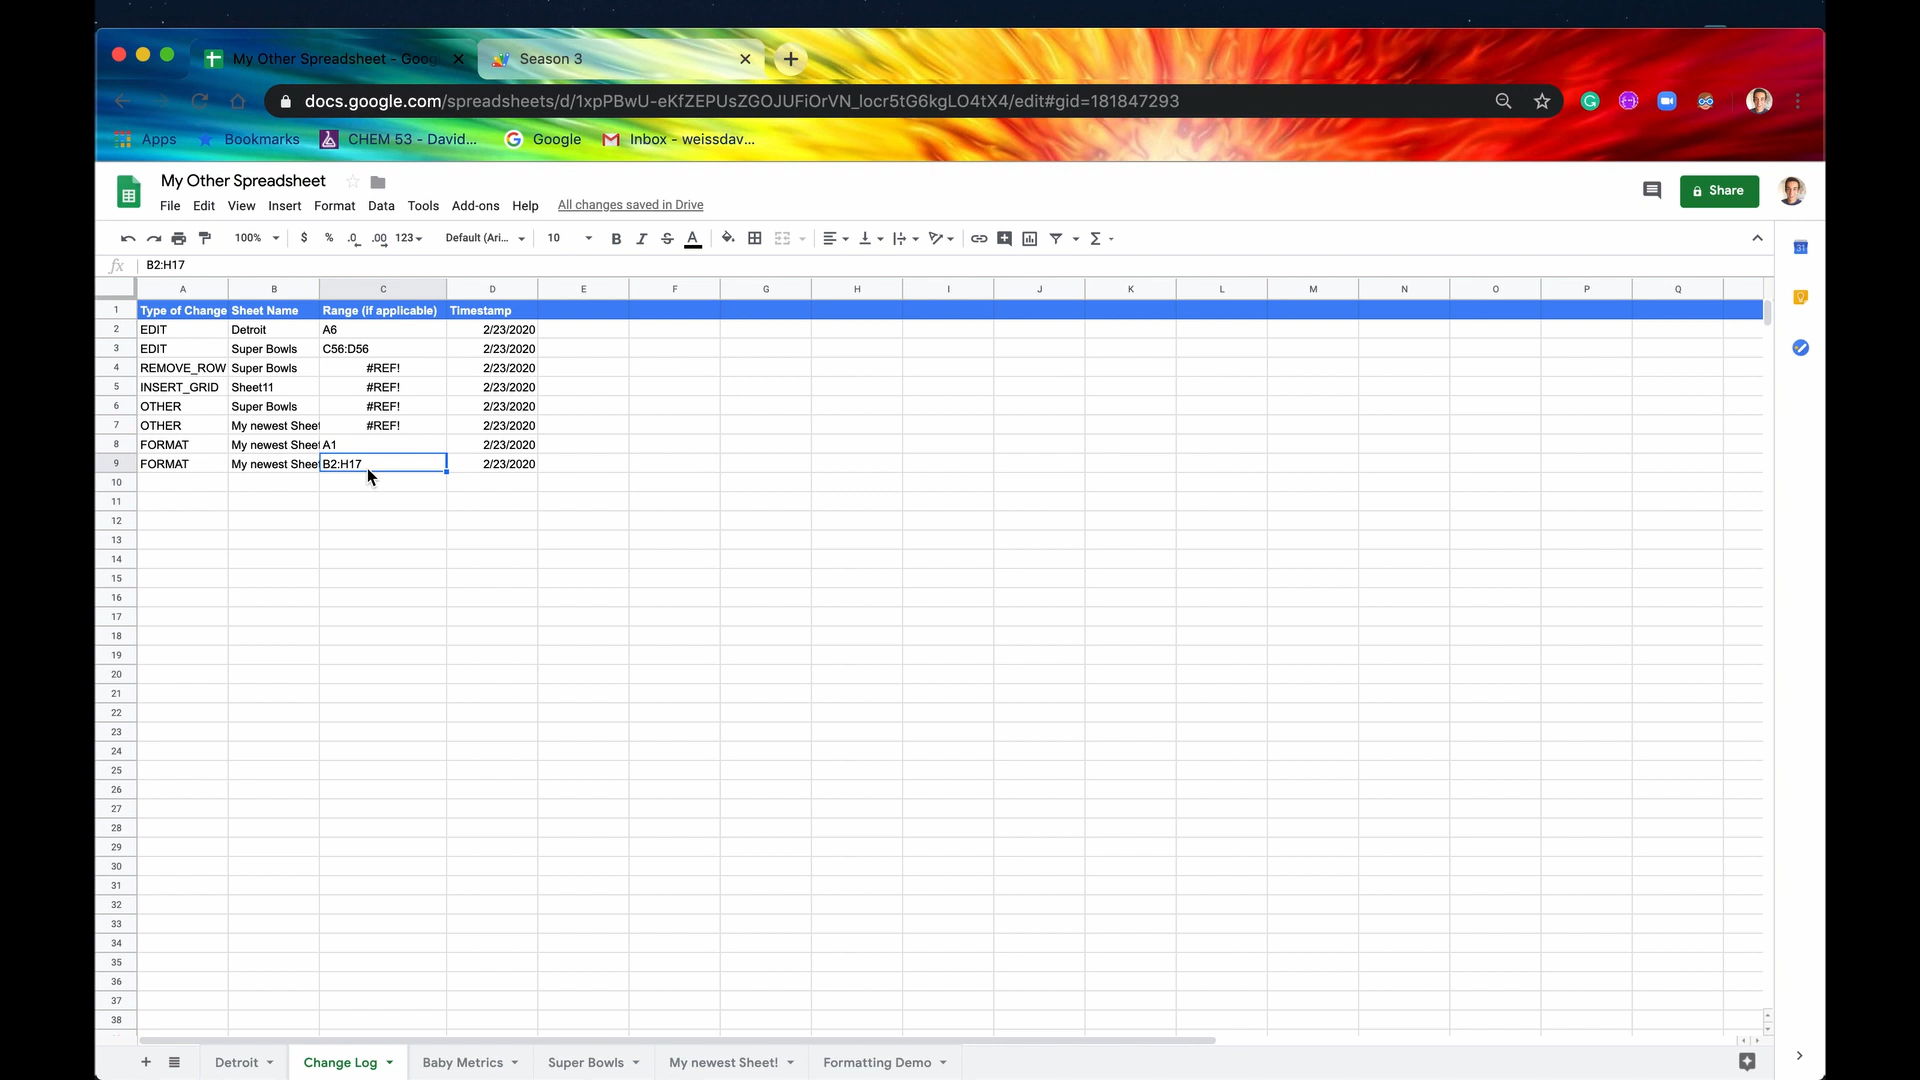 My Other Spreadsheet - Goog
Season 3
docs.google.com/spreadsheets/d/1xpPBwU-eKfZEPUsZGOJUFiOrVN_locr5tG6kgLO4tX4/edit#gid=181847293
Apps Bookmarks CHEM 53 - David... Google Inbox - weissdav...
My Other Spreadsheet
Share
File Edit View Insert Format Data Tools Add-ons Help All changes saved in Drive
100% $ % .0 .00 123 Default (Ari... 10 B I S A Σ
31
fx B2:H17
A B C D E F G H I J K L M N O P Q
1 Type of Change Sheet Name Range (if applicable) Timestamp
2 EDIT Detroit A6 2/23/2020
3 EDIT Super Bowls C56:D56 2/23/2020
4 REMOVE_ROW Super Bowls #REF! 2/23/2020
5 INSERT_GRID Sheet11 #REF! 2/23/2020
6 OTHER Super Bowls #REF! 2/23/2020
7 OTHER My newest Sheet #REF! 2/23/2020
8 FORMAT My newest Sheet A1 2/23/2020
9 FORMAT My newest Sheet B2:H17 2/23/2020
10
11
12
13
14
15
16
17
18
19
20
21
22
23
24
25
26
27
28
29
30
31
32
33
34
35
36
37
38
Detroit Change Log Baby Metrics Super Bowls My newest Sheet! Formatting Demo